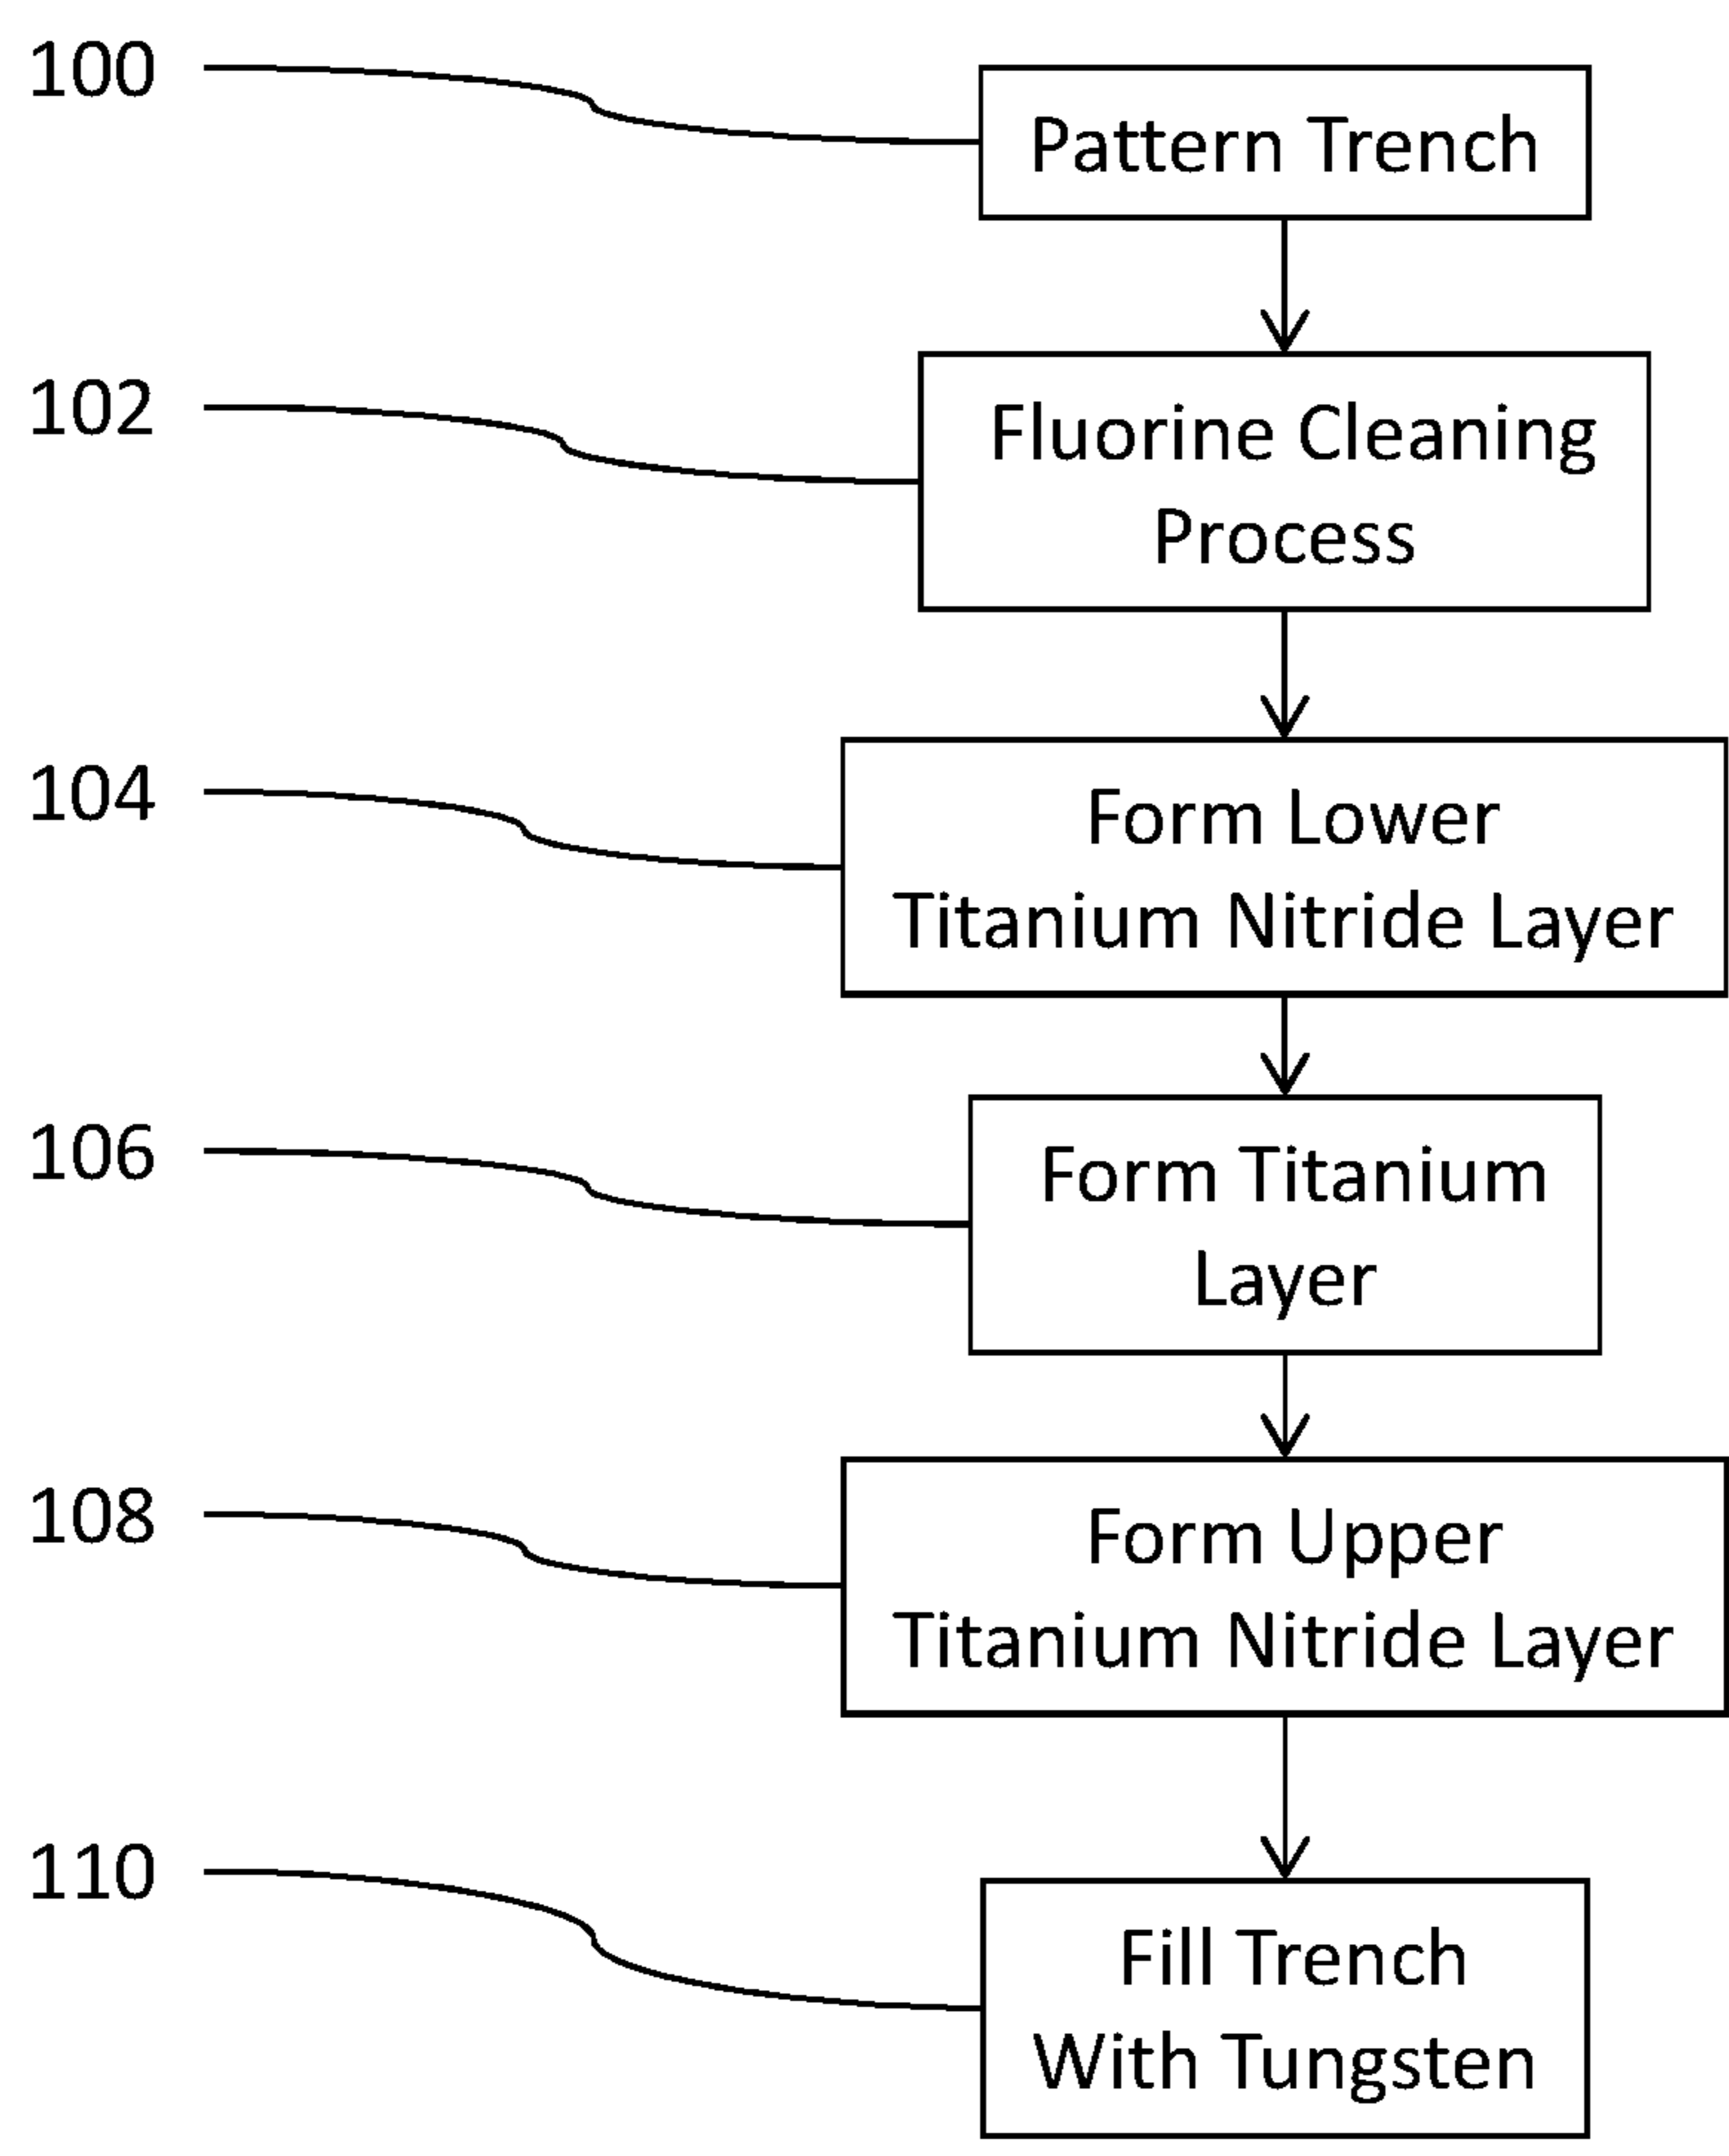 100
Pattern Trench
102
Fluorine Cleaning
Process
104
Form Lower
Titanium Nitride Layer
106
Form Titanium
Layer
108
Form Upper
Titanium Nitride Layer
110
Fill Trench
With Tungsten